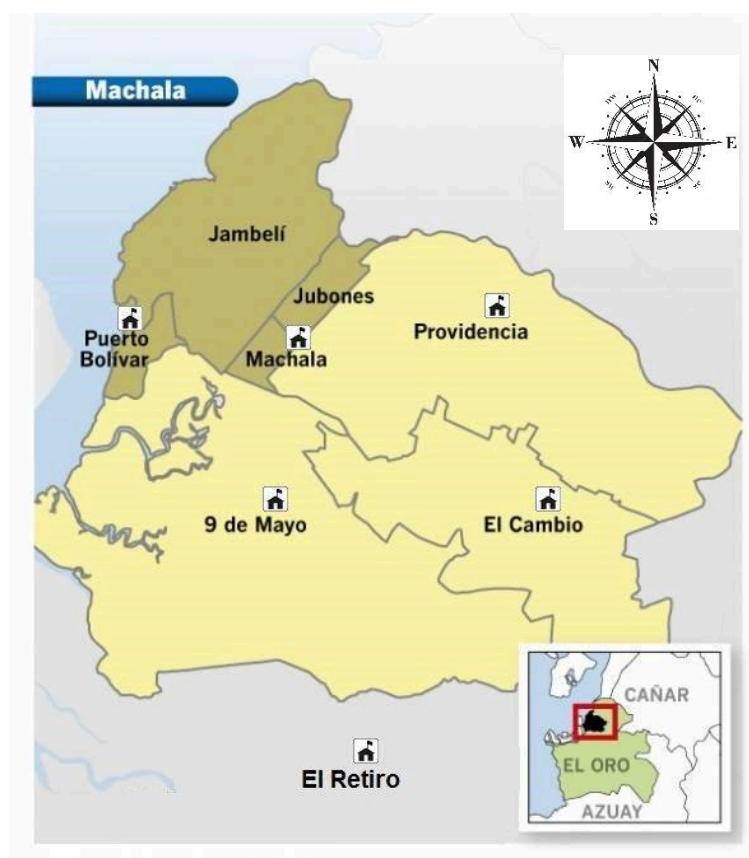 Machala
N
W
E
S
Jambelí
Jubones
Puerto
Bolívar
Machala
Providencia
9 de Mayo
El Cambio
El Retiro
CAÑAR
EL ORO
AZUAY